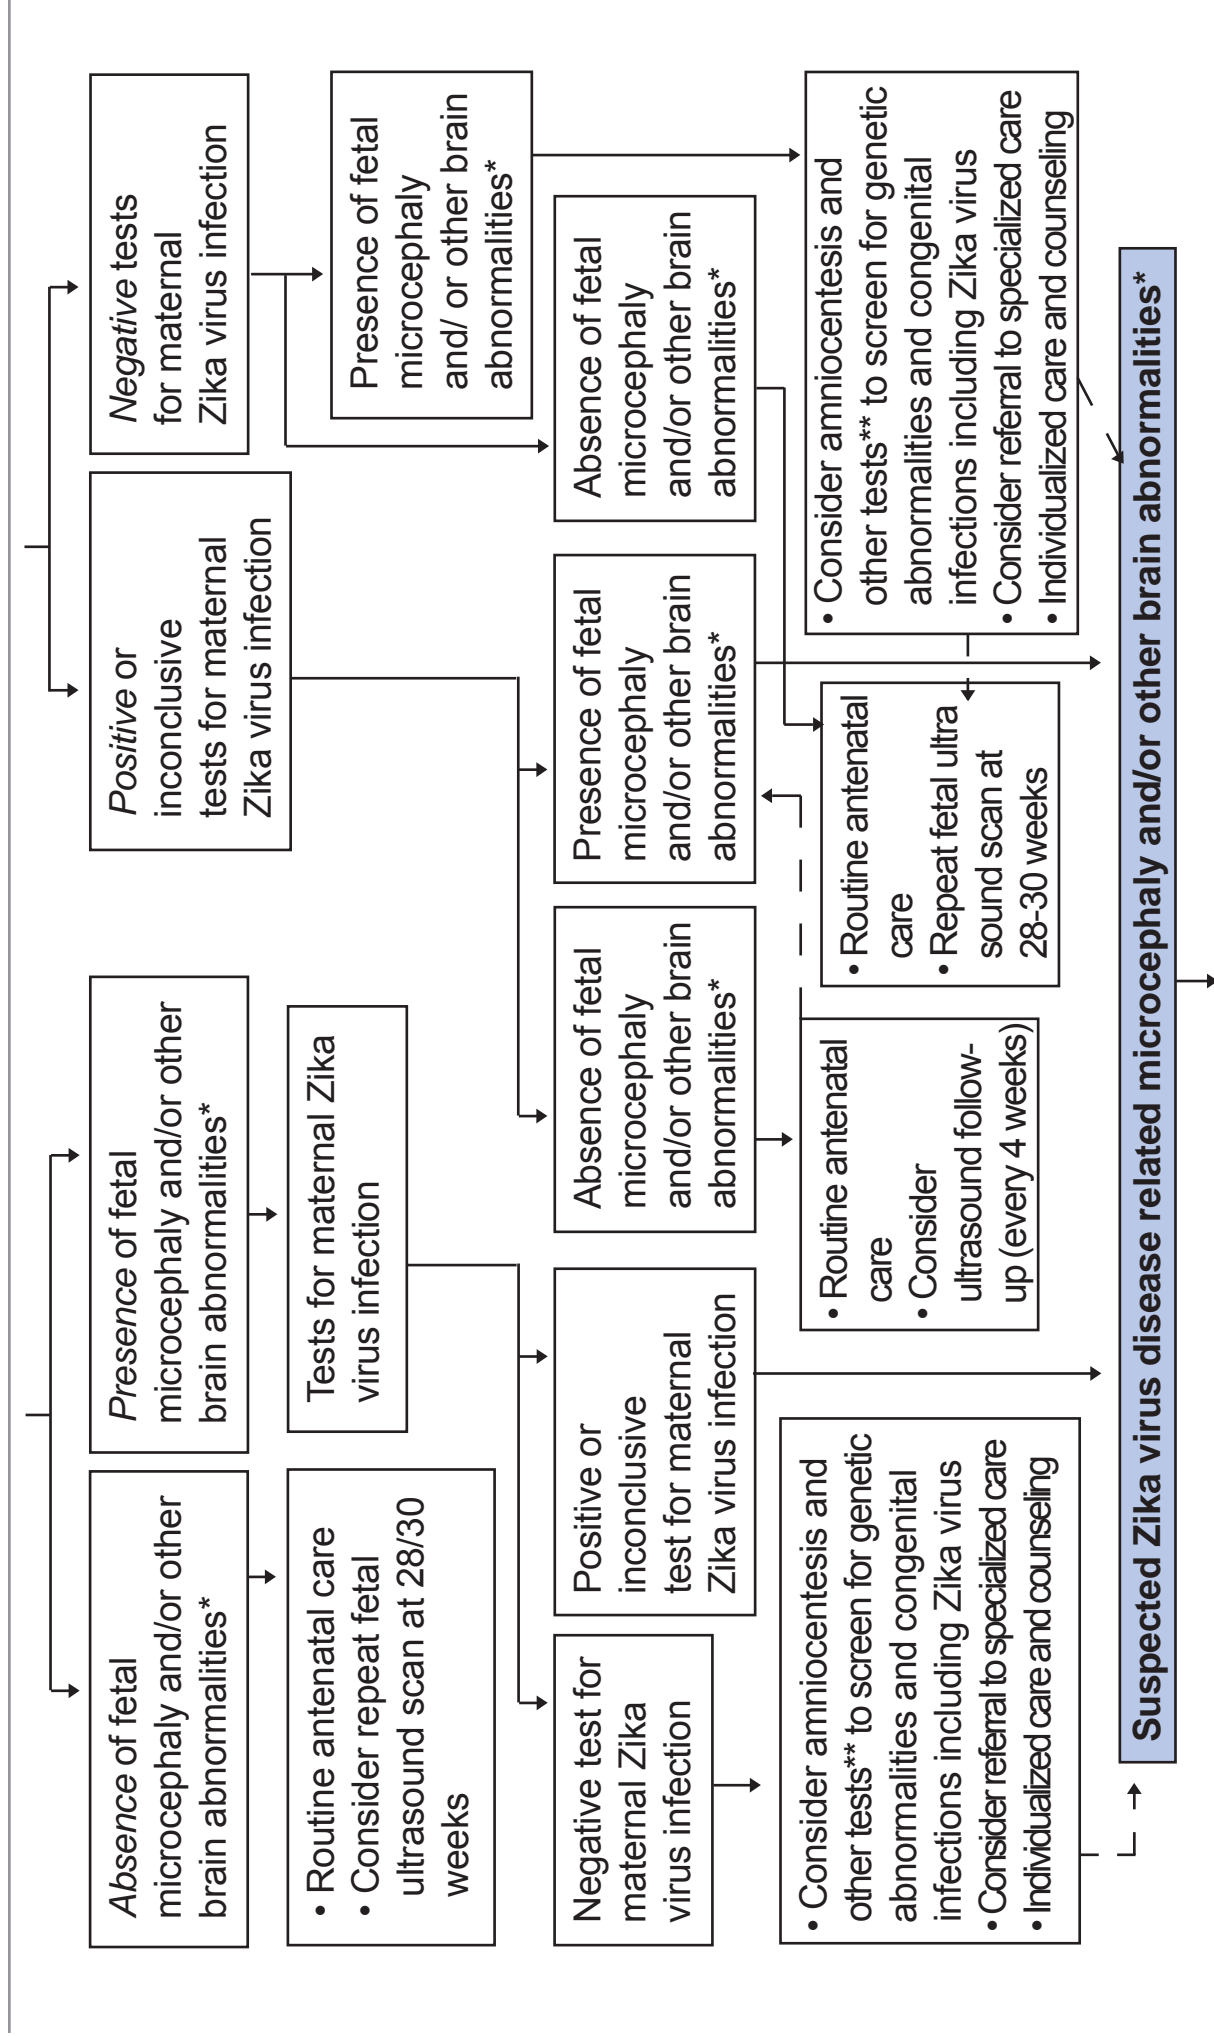 Absence of fetal
microcephaly and/or other
brain abnormalities*
Presence of fetal
microcephaly and/or other
brain abnormalities*
Positive or
inconclusive
tests for maternal
Zika virus infection
Negative tests
for maternal
Zika virus infection
• Routine antenatal care
• Consider repeat fetal
ultrasound scan at 28/30
weeks
Tests for maternal Zika
virus infection
Presence of fetal
microcephaly
and/ or other brain
abnormalities*
Negative test for
maternal Zika
virus infection
Positive or
inconclusive
test for maternal
Zika virus infection
Absence of fetal
microcephaly
and/or other brain
abnormalities*
Presence of fetal
microcephaly
and/or other brain
abnormalities*
Absence of fetal
microcephaly
and/or other brain
abnormalities*
• Consider amniocentesis and
other tests** to screen for genetic
abnormalities and congenital
infections including Zika virus
• Consider referral to specialized care
• Individualized care and counseling
• Routine antenatal
care
• Consider
ultrasound follow-
up (every 4 weeks)
• Routine antenatal
care
• Repeat fetal ultra
sound scan at
28-30 weeks
• Consider amniocentesis and
other tests** to screen for genetic
abnormalities and congenital
infections including Zika virus
• Consider referral to specialized care
• Individualized care and counseling
Suspected Zika virus disease related microcephaly and/or other brain abnormalities*